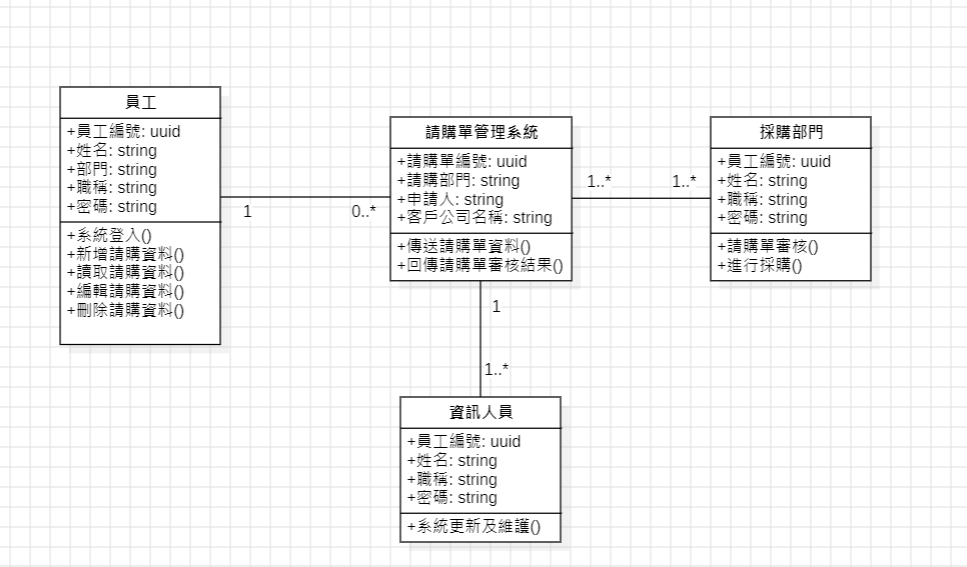 員工
+員工編號: uuid
+姓名: string
+部門: string
+職稱: string
+密碼: string
+系統登入()
+新增請購資料()
+讀取請購資料()
+編輯請購資料()
+刪除請購資料()
1
0..*
請購單管理系統
+請購單編號: uuid
+請購部門: string
+申請人: string
+客戶公司名稱: string
+傳送請購單資料()
+回傳請購單審核結果()
1..*
1..*
採購部門
+員工編號: uuid
+姓名: string
+職稱: string
+密碼: string
+請購單審核()
+進行採購()
1
1..*
資訊人員
+員工編號: uuid
+姓名: string
+職稱: string
+密碼: string
+系統更新及維護()